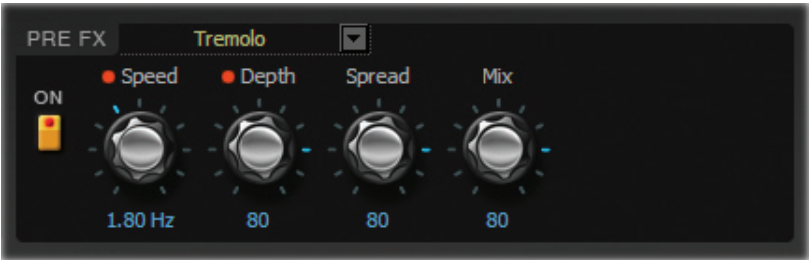 PRE FX Tremolo
Speed Depth Spread Mix
ON
1.80 Hz 80 80 80